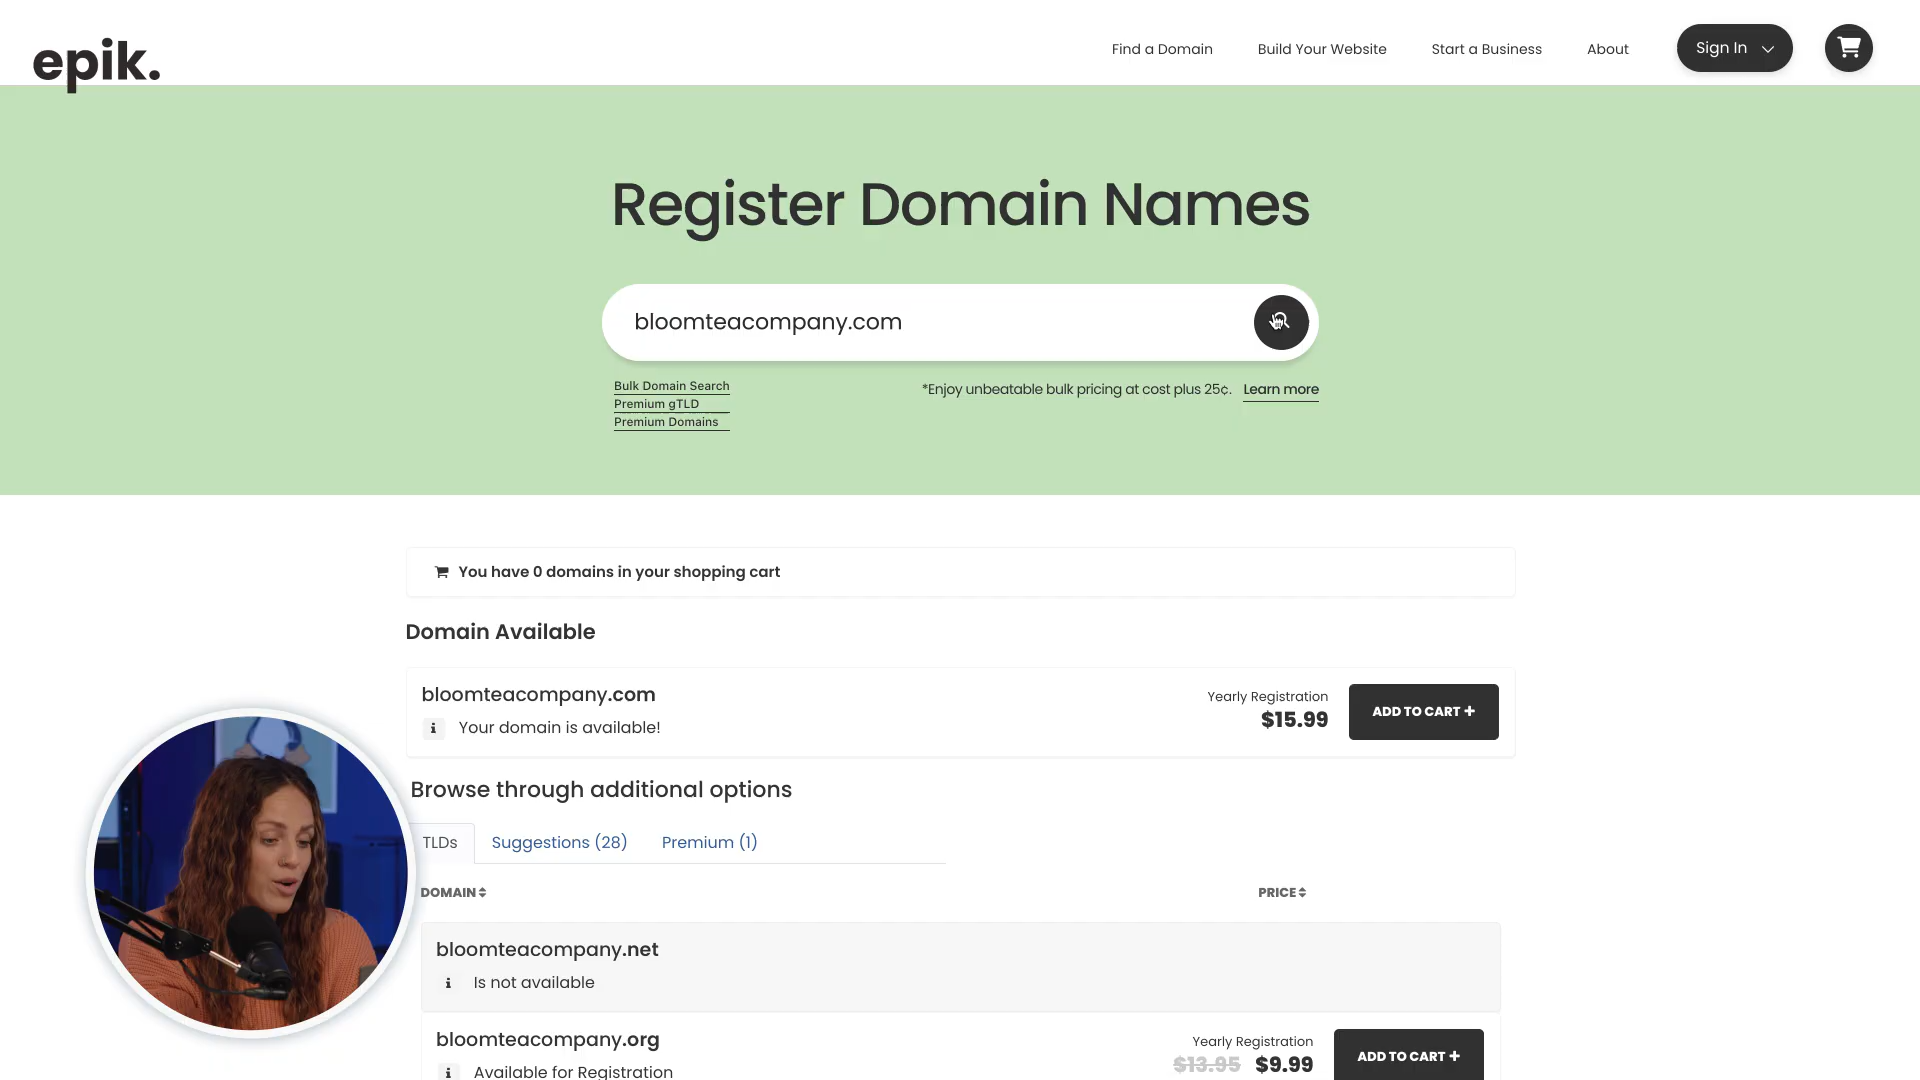 epik.
Find a Domain
Build Your Website
Start a Business
About
Sign In
Register Domain Names
bloomteacompany.com
Bulk Domain Search
Premium gTLD
Premium Domains
*Enjoy unbeatable bulk pricing at cost plus 25¢. Learn more
You have 0 domains in your shopping cart
Domain Available
bloomteacompany.com
Your domain is available!
Yearly Registration
$15.99
ADD TO CART +
Browse through additional options
TLDs
Suggestions (28)
Premium (1)
DOMAIN
PRICE
bloomteacompany.net
Is not available
bloomteacompany.org
Available for Registration
Yearly Registration
$13.95 $9.99
ADD TO CART +